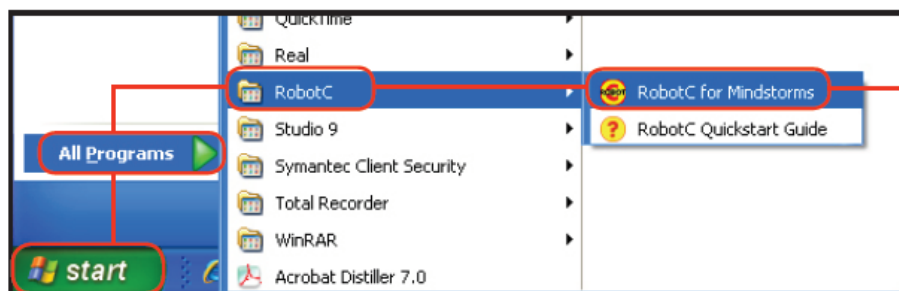 QuickTime
Real
RobotC
RobotC for Mindstorms
Studio 9
RobotC Quickstart Guide
All Programs
Symantec Client Security
Total Recorder
WinRAR
start
Acrobat Distiller 7.0